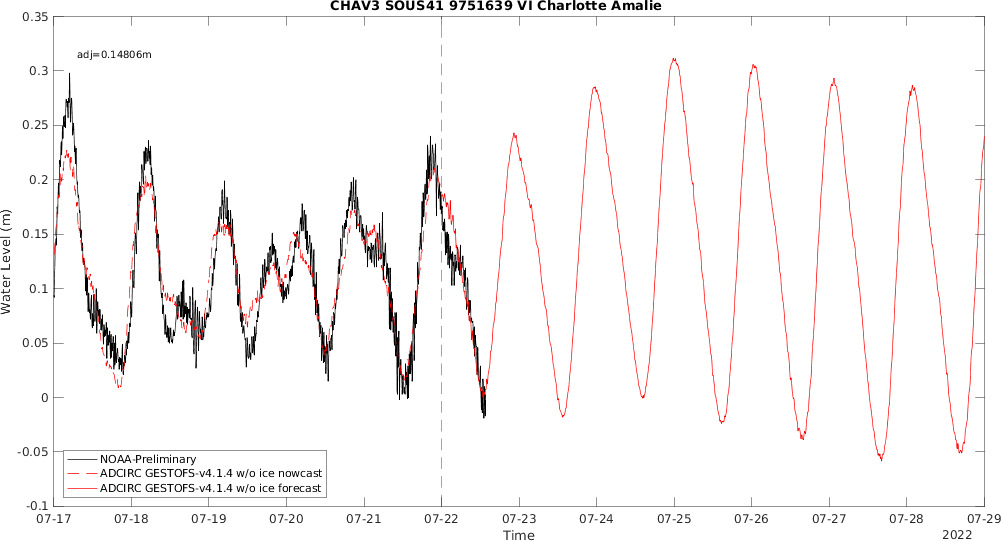 CHAV3 SOUS41 9751639 VI Charlotte Amalie
adj=0.14806m
0.35
0.3
0.25
0.2
0.15
0.1
0.05
0
-0.05
-0.1
Water Level (m)
NOAA-Preliminary
ADCIRC GESTOFS-v4.1.4 w/o ice nowcast
ADCIRC GESTOFS-v4.1.4 w/o ice forecast
07-17 07-18 07-19 07-20 07-21 07-22 07-23 07-24 07-25 07-26 07-27 07-28 07-29
Time
2022